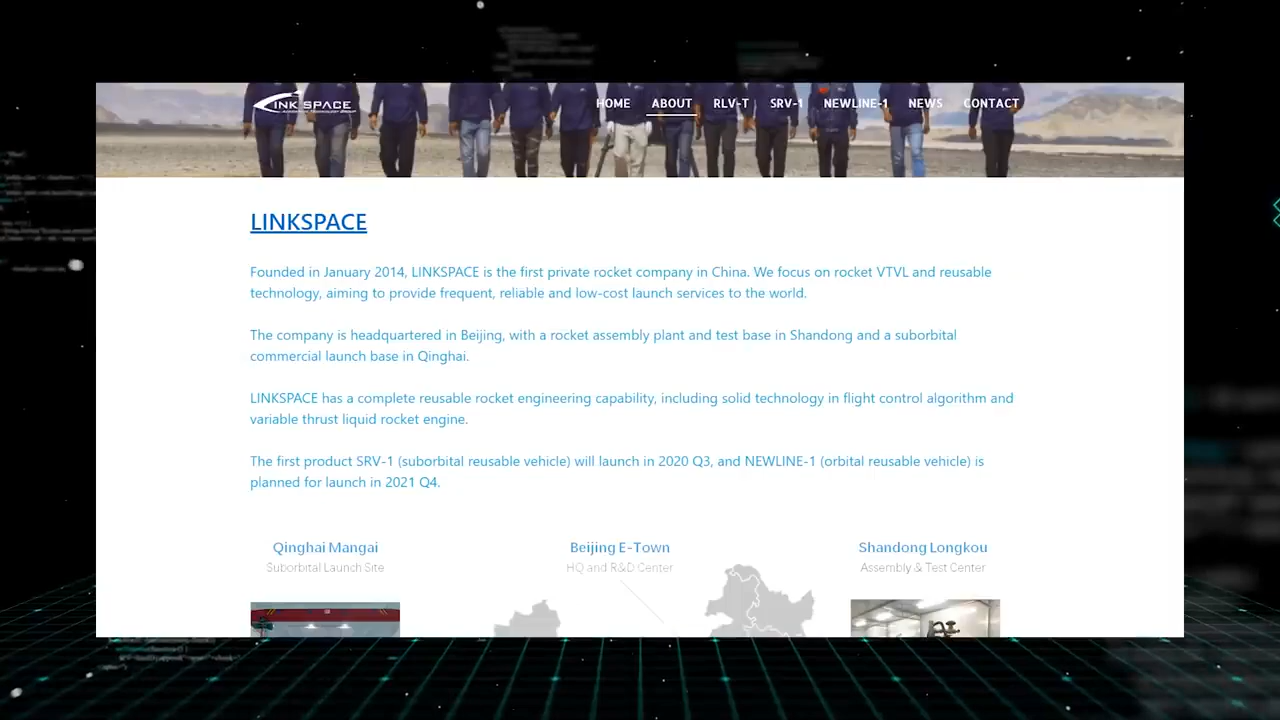 LINK SPACE
HOME ABOUT RLV-T SRV-1 NEWLINE-1 NEWS CONTACT
LINKSPACE
Founded in January 2014, LINKSPACE is the first private rocket company in China. We focus on rocket VTVL and reusable
technology, aiming to provide frequent, reliable and low-cost launch services to the world.
The company is headquartered in Beijing, with a rocket assembly plant and test base in Shandong and a suborbital
commercial launch base in Qinghai.
LINKSPACE has a complete reusable rocket engineering capability, including solid technology in flight control algorithm and
variable thrust liquid rocket engine.
The first product SRV-1 (suborbital reusable vehicle) will launch in 2020 Q3, and NEWLINE-1 (orbital reusable vehicle) is
planned for launch in 2021 Q4.
Qinghai Mangai Beijing E-Town Shandong Longkou
Suborbital Launch Site HQ and R&D Center Assembly & Test Center